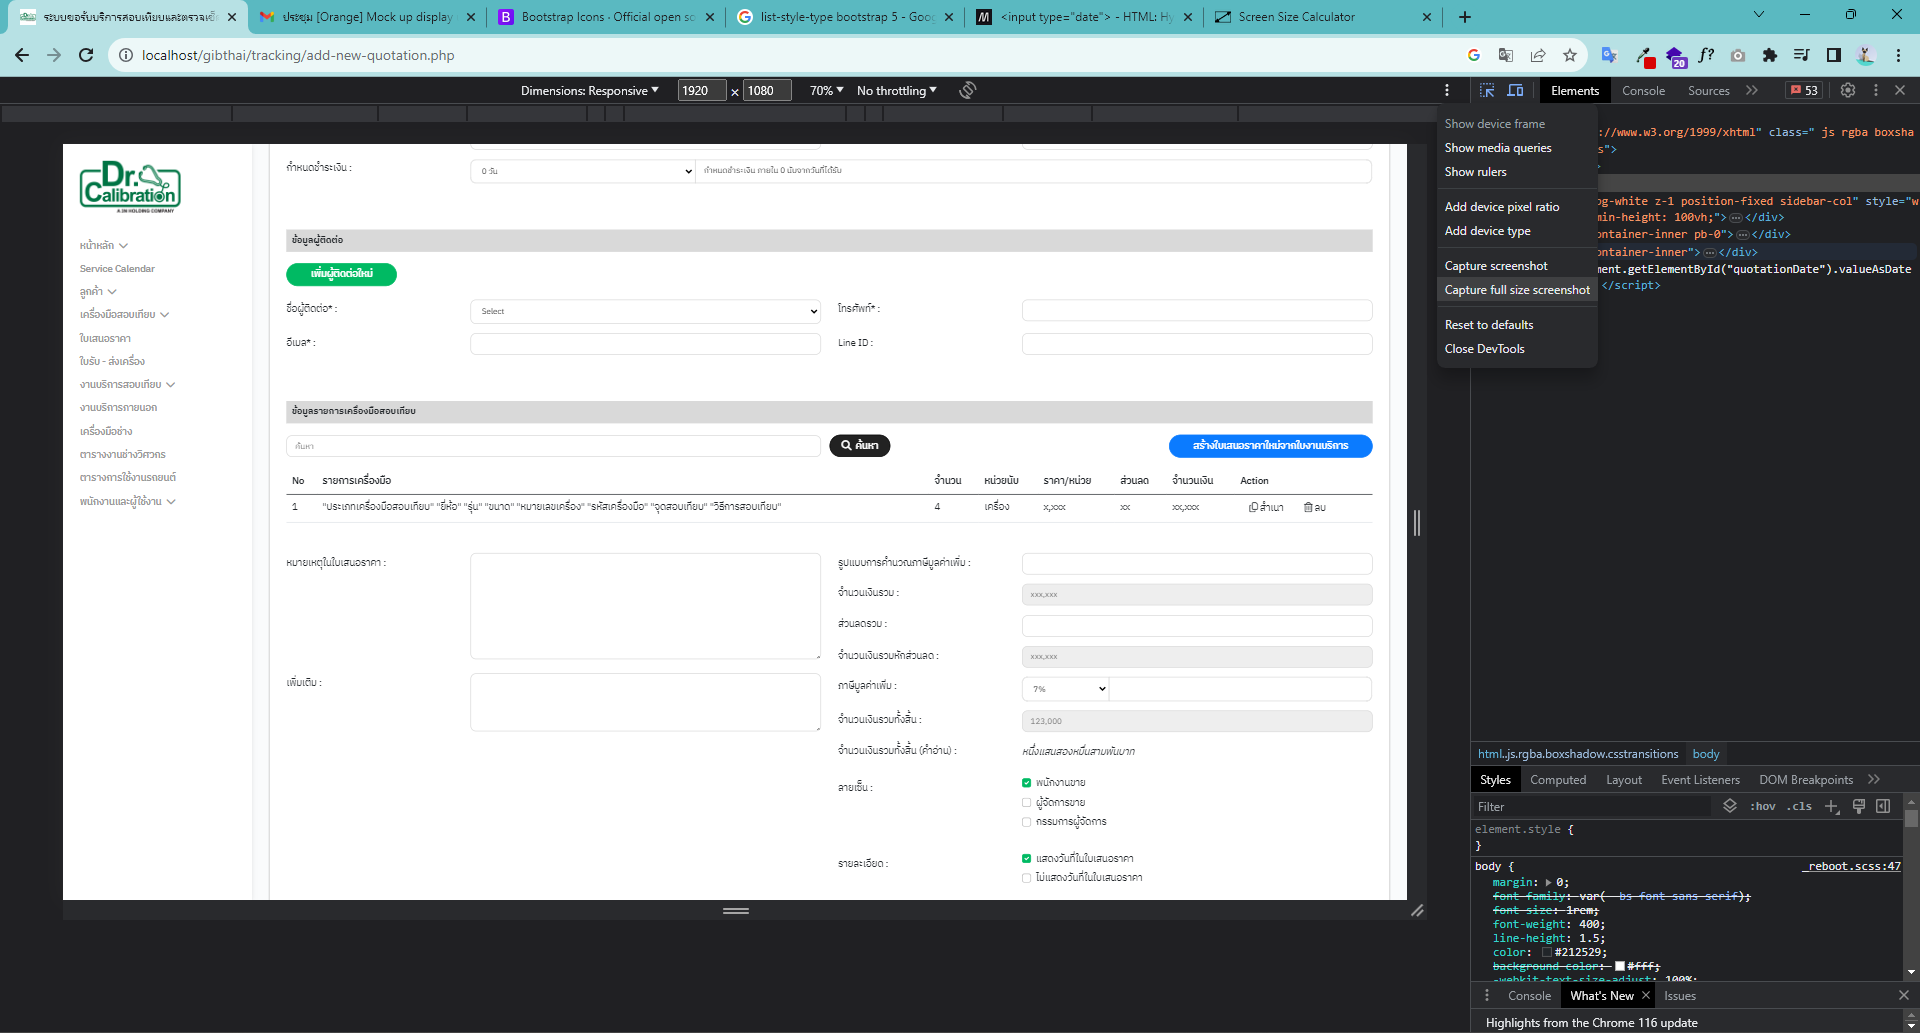 ระบบขอรับบริการสอบเทียบและตรวจเช็
ประชุม [Orange] Mock up display
Bootstrap Icons · Official open so
list-style-type bootstrap 5 - Goog
<input type="date"> - HTML: Hy
Screen Size Calculator
localhost/gibthai/tracking/add-new-quotation.php
20
Dimensions: Responsive
1920 × 1080
70%
No throttling
Elements
Console
Sources
53
Show device frame
Show media queries
Show rulers
Add device pixel ratio
Add device type
Capture screenshot
Capture full size screenshot
Reset to defaults
Close DevTools
://www.w3.org/1999/xhtml" class=" js rgba boxsha
s">
og-white z-1 position-fixed sidebar-col" style="w
min-height: 100vh;"> </div>
ontainer-inner pb-0"> </div>
ontainer-inner"> </div>
ment.getElementById("quotationDate").valueAsDate
</script>
Dr. Calibration
A DN HOLDING COMPANY
หน้าหลัก
Service Calendar
ลูกค้า
เครื่องมือสอบเทียบ
ใบเสนอราคา
ใบรับ - ส่งเครื่อง
งานบริการสอบเทียบ
งานบริการภายนอก
เครื่องมือช่าง
ตารางงานช่างวิศวกร
ตารางการใช้งานรถยนต์
พนักงานและผู้ใช้งาน
กำหนดชำระเงิน :
0 วัน
กำหนดชำระเงิน ภายใน 0 นับจากวันที่ได้รับ
ข้อมูลผู้ติดต่อ
เพิ่มผู้ติดต่อใหม่
ชื่อผู้ติดต่อ* :
Select
โทรศัพท์* :
อีเมล* :
Line ID :
ข้อมูลรายการเครื่องมือสอบเทียบ
ค้นหา
ค้นหา
สร้างใบเสนอราคาใหม่จากใบงานบริการ
No รายการเครื่องมือ จำนวน หน่วยนับ ราคา/หน่วย ส่วนลด จำนวนเงิน Action
1 "ประเภทเครื่องมือสอบเทียบ" "ยี่ห้อ" "รุ่น" "ขนาด" "หมายเลขเครื่อง" "รหัสเครื่องมือ" "จุดสอบเทียบ" "วิธีการสอบเทียบ" 4 เครื่อง x,xxx xx xx,xxx สำเนา ลบ
หมายเหตุในใบเสนอราคา :
รูปแบบการคำนวณภาษีมูลค่าเพิ่ม :
จำนวนเงินรวม :
xxx,xxx
ส่วนลดรวม :
จำนวนเงินรวมหักส่วนลด :
xxx,xxx
เพิ่มเติม :
ภาษีมูลค่าเพิ่ม :
7%
จำนวนเงินรวมทั้งสิ้น :
123,000
จำนวนเงินรวมทั้งสิ้น (คำอ่าน) :
หนึ่งแสนสองหมื่นสามพันบาท
ลายเซ็น :
พนักงานขาย
ผู้จัดการขาย
กรรมการผู้จัดการ
รายละเอียด :
แสดงวันที่ในใบเสนอราคา
ไม่แสดงวันที่ในใบเสนอราคา
html.js.rgba.boxshadow.csstransitions
body
Styles
Computed
Layout
Event Listeners
DOM Breakpoints
Filter
:hov
.cls
element.style {
}
body {
_reboot.scss:47
margin: 0;
font-family: var(--bs-font-sans-serif);
font-size: 1rem;
font-weight: 400;
line-height: 1.5;
color: #212529;
background-color: #fff;
-webkit-text-size-adjust: 100%;
Console
What's New
Issues
Highlights from the Chrome 116 update